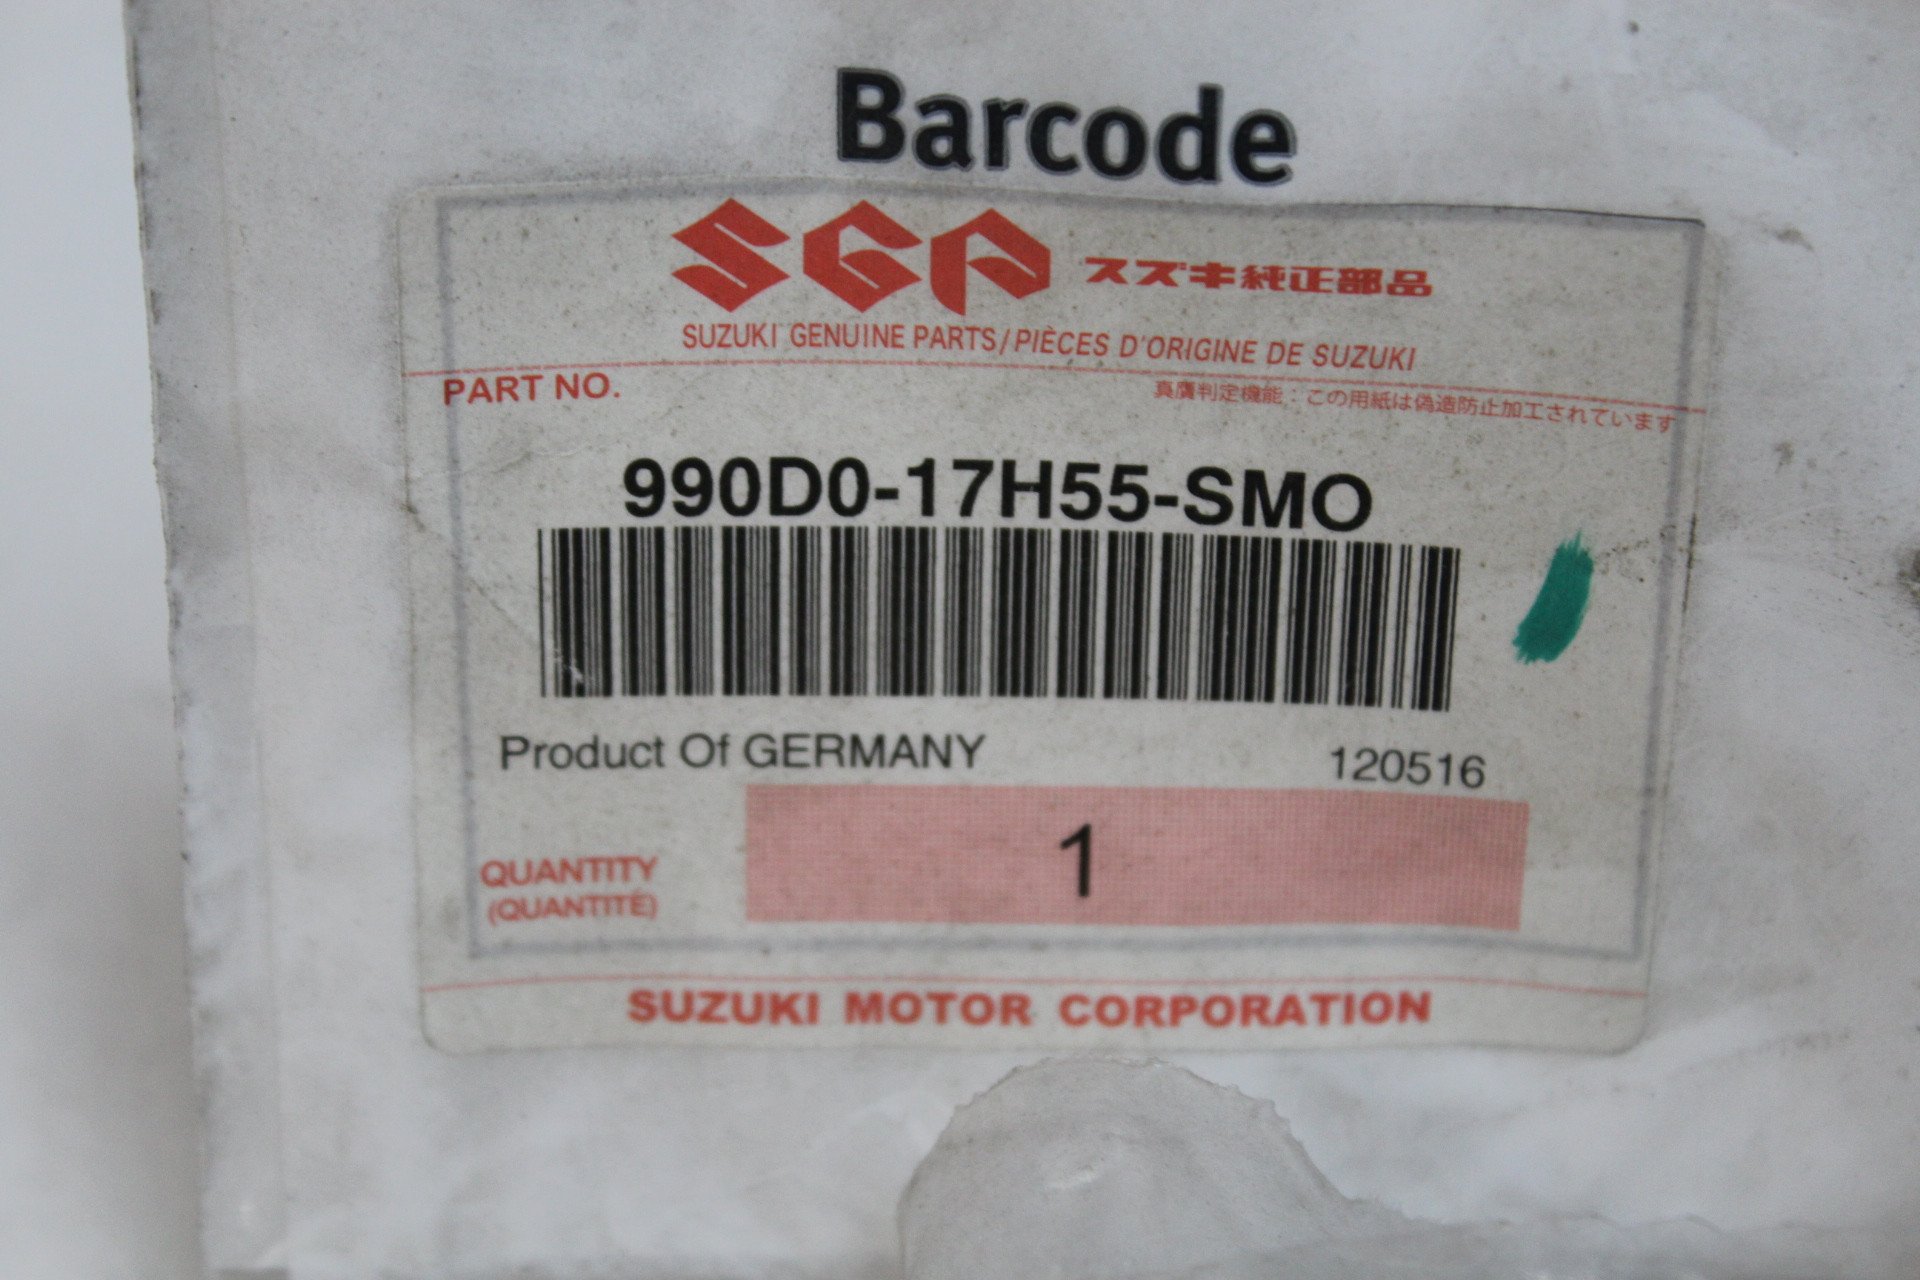 Barcode
SGP スズキ純正部品
SUZUKI GENUINE PARTS/PIÈCES D'ORIGINE DE SUZUKI
PART NO.
真贋判定機能：この用紙は偽造防止加工されています
990D0-17H55-SMO
Product Of GERMANY 120516
QUANTITY 1
(QUANTITÉ)
SUZUKI MOTOR CORPORATION